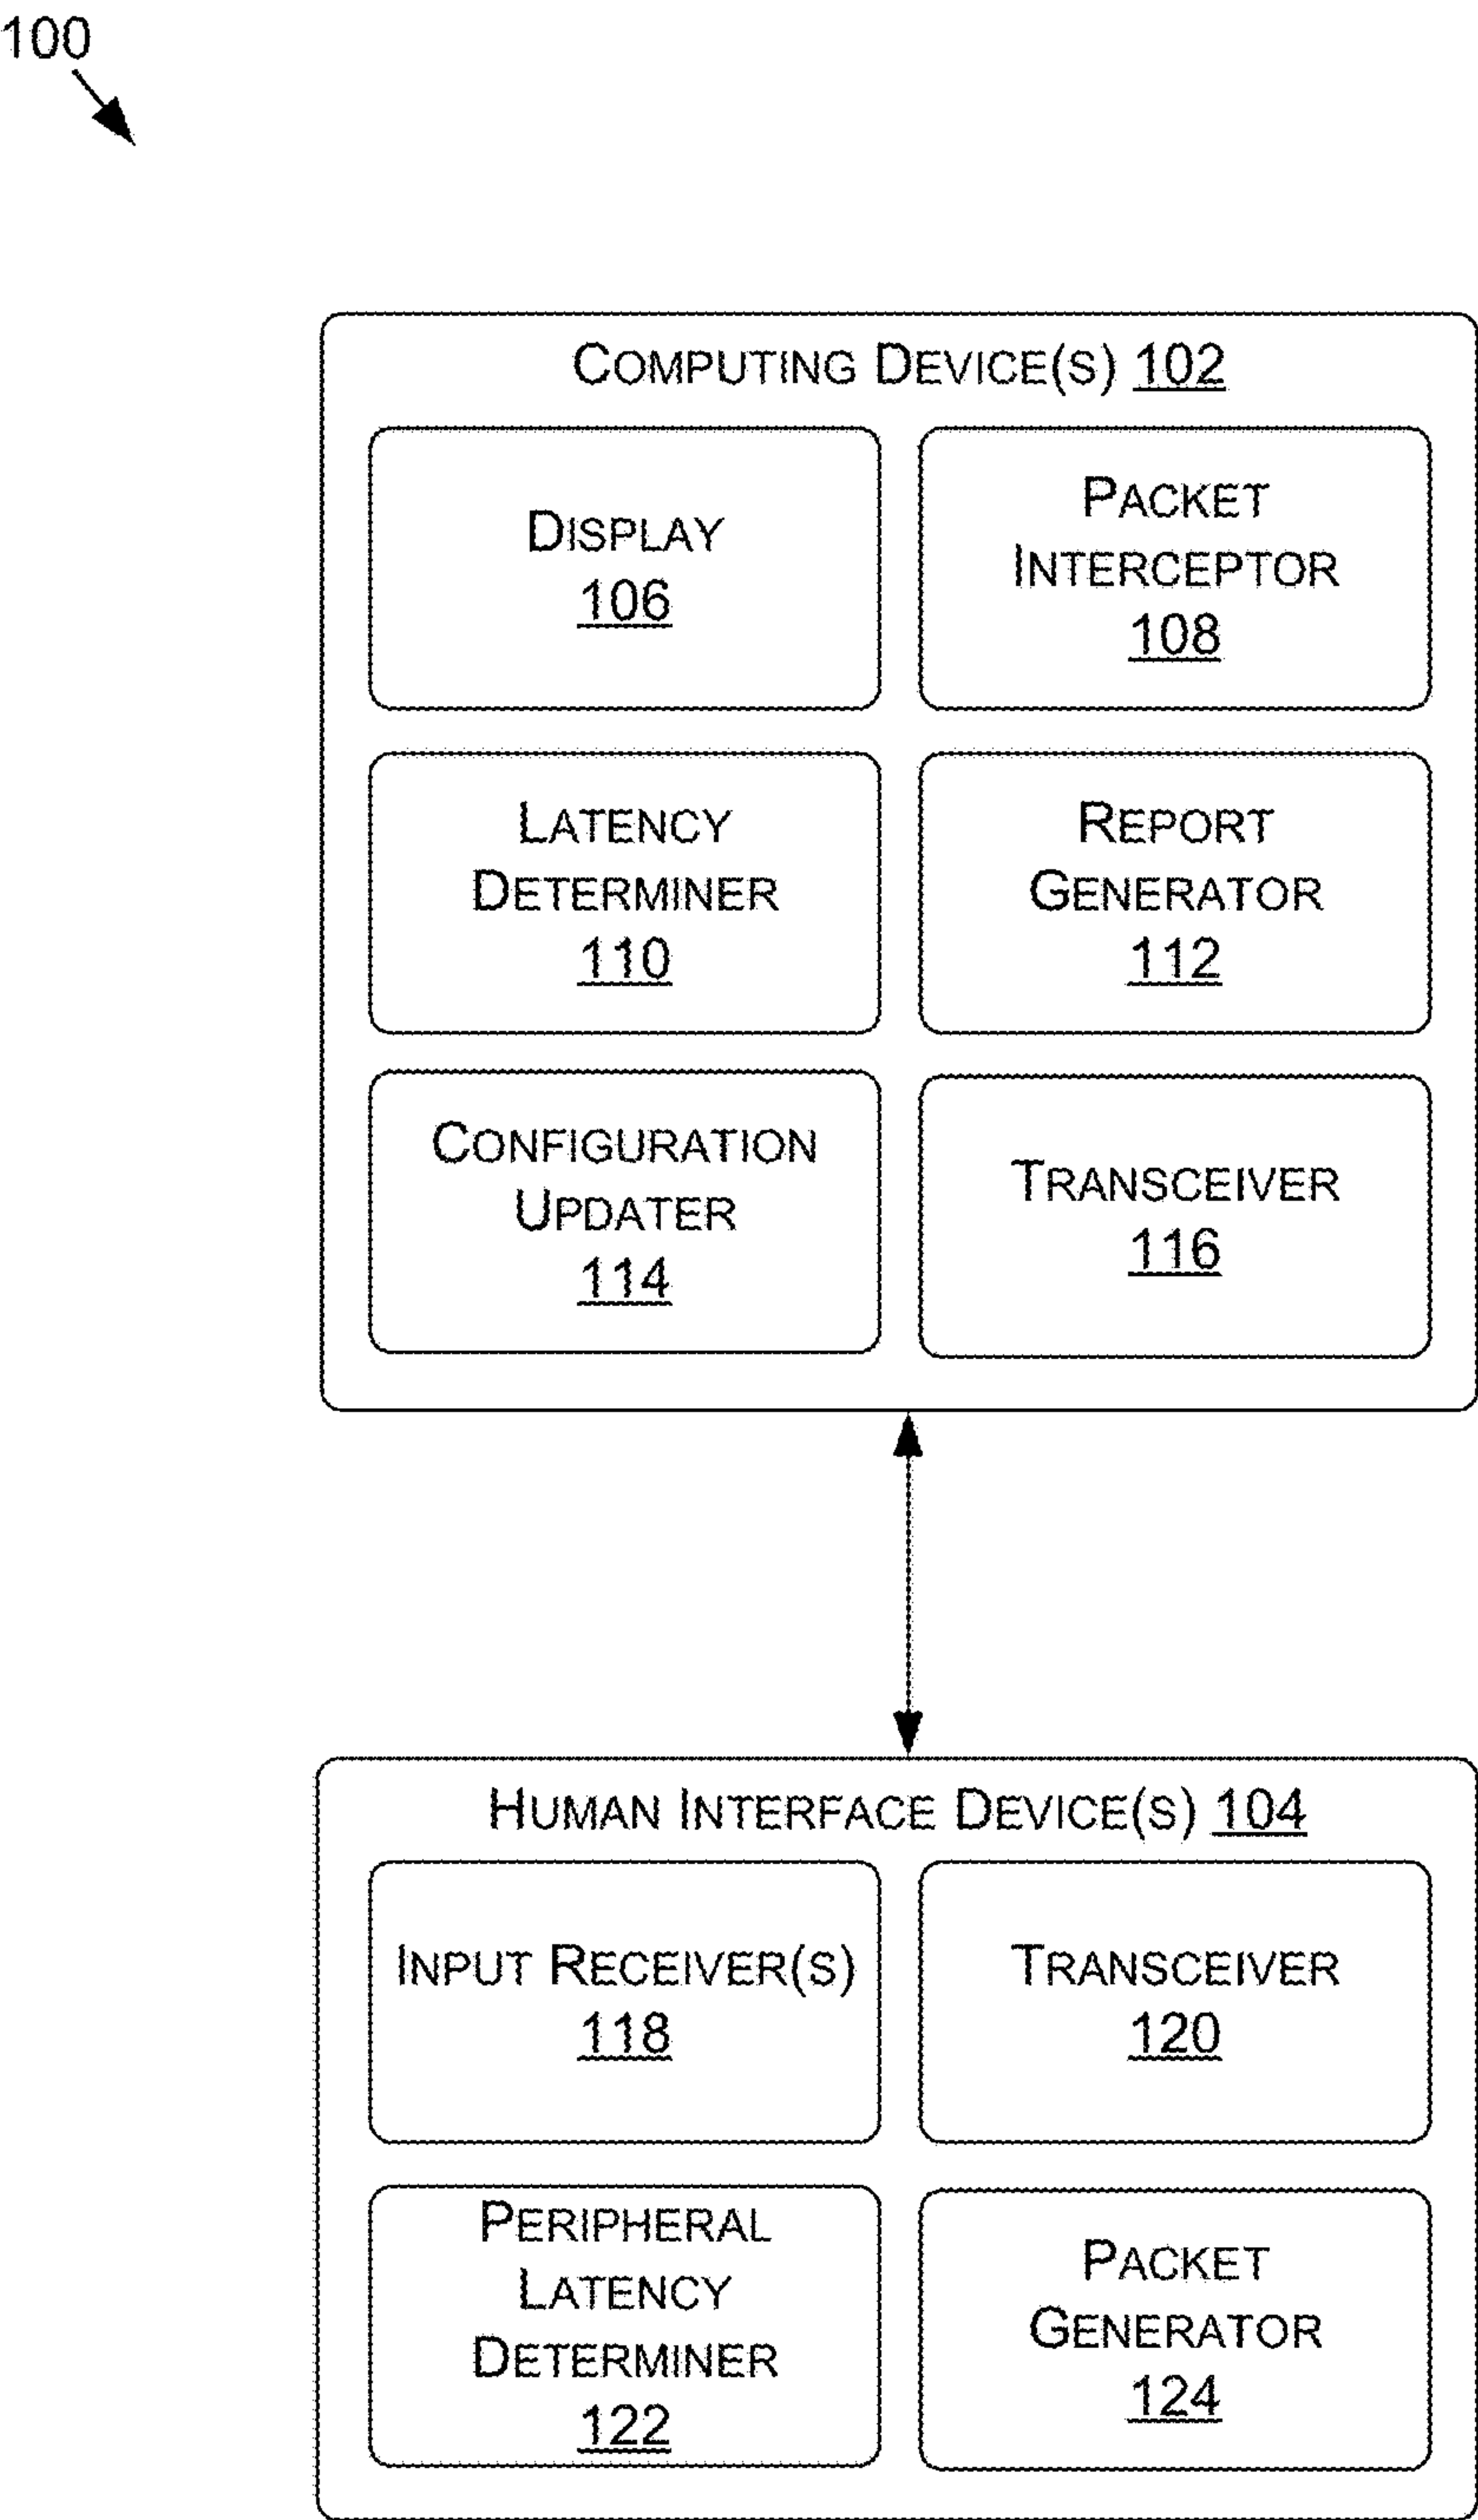 100
COMPUTING DEVICE(S) 102
DISPLAY
106
PACKET
INTERCEPTOR
108
LATENCY
DETERMINER
110
REPORT
GENERATOR
112
CONFIGURATION
UPDATER
114
TRANSCEIVER
116
HUMAN INTERFACE DEVICE(S) 104
INPUT RECEIVER(S)
118
TRANSCEIVER
120
PERIPHERAL
LATENCY
DETERMINER
122
PACKET
GENERATOR
124